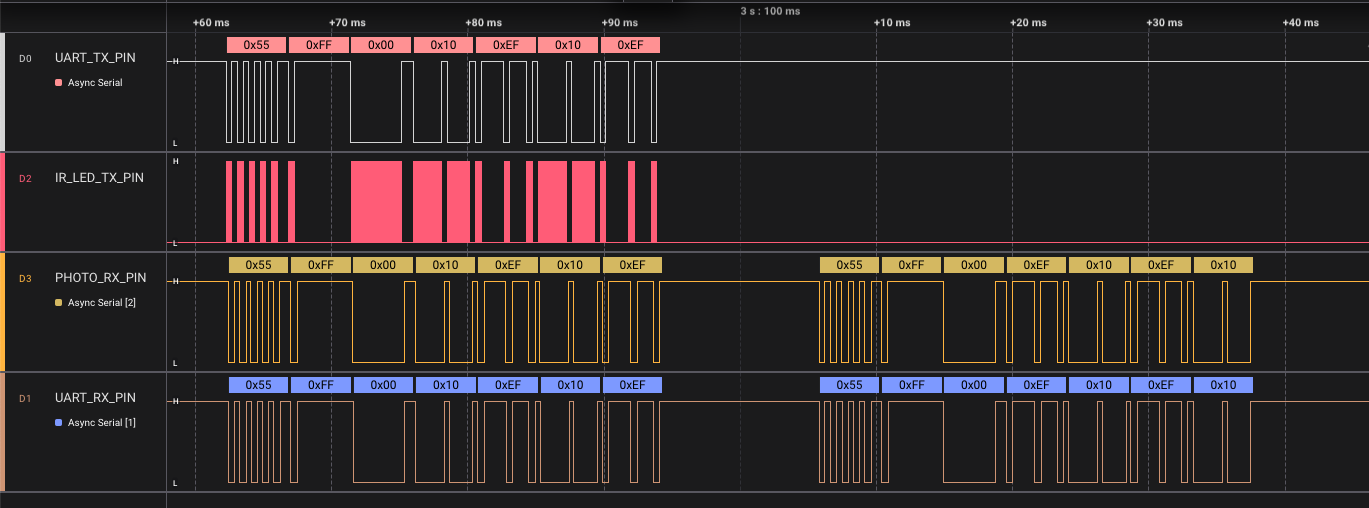 3 s : 100 ms
+60 ms +70 ms +80 ms +90 ms +10 ms +20 ms +30 ms +40 ms
D0 UART_TX_PIN
Async Serial
H
L
0x55 0xFF 0x00 0x10 0xEF 0x10 0xEF
D2 IR_LED_TX_PIN
H
L
D3 PHOTO_RX_PIN
Async Serial [2]
H
L
0x55 0xFF 0x00 0x10 0xEF 0x10 0xEF 0x55 0xFF 0x00 0xEF 0x10 0xEF 0x10
D1 UART_RX_PIN
Async Serial [1]
H
L
0x55 0xFF 0x00 0x10 0xEF 0x10 0xEF 0x55 0xFF 0x00 0xEF 0x10 0xEF 0x10